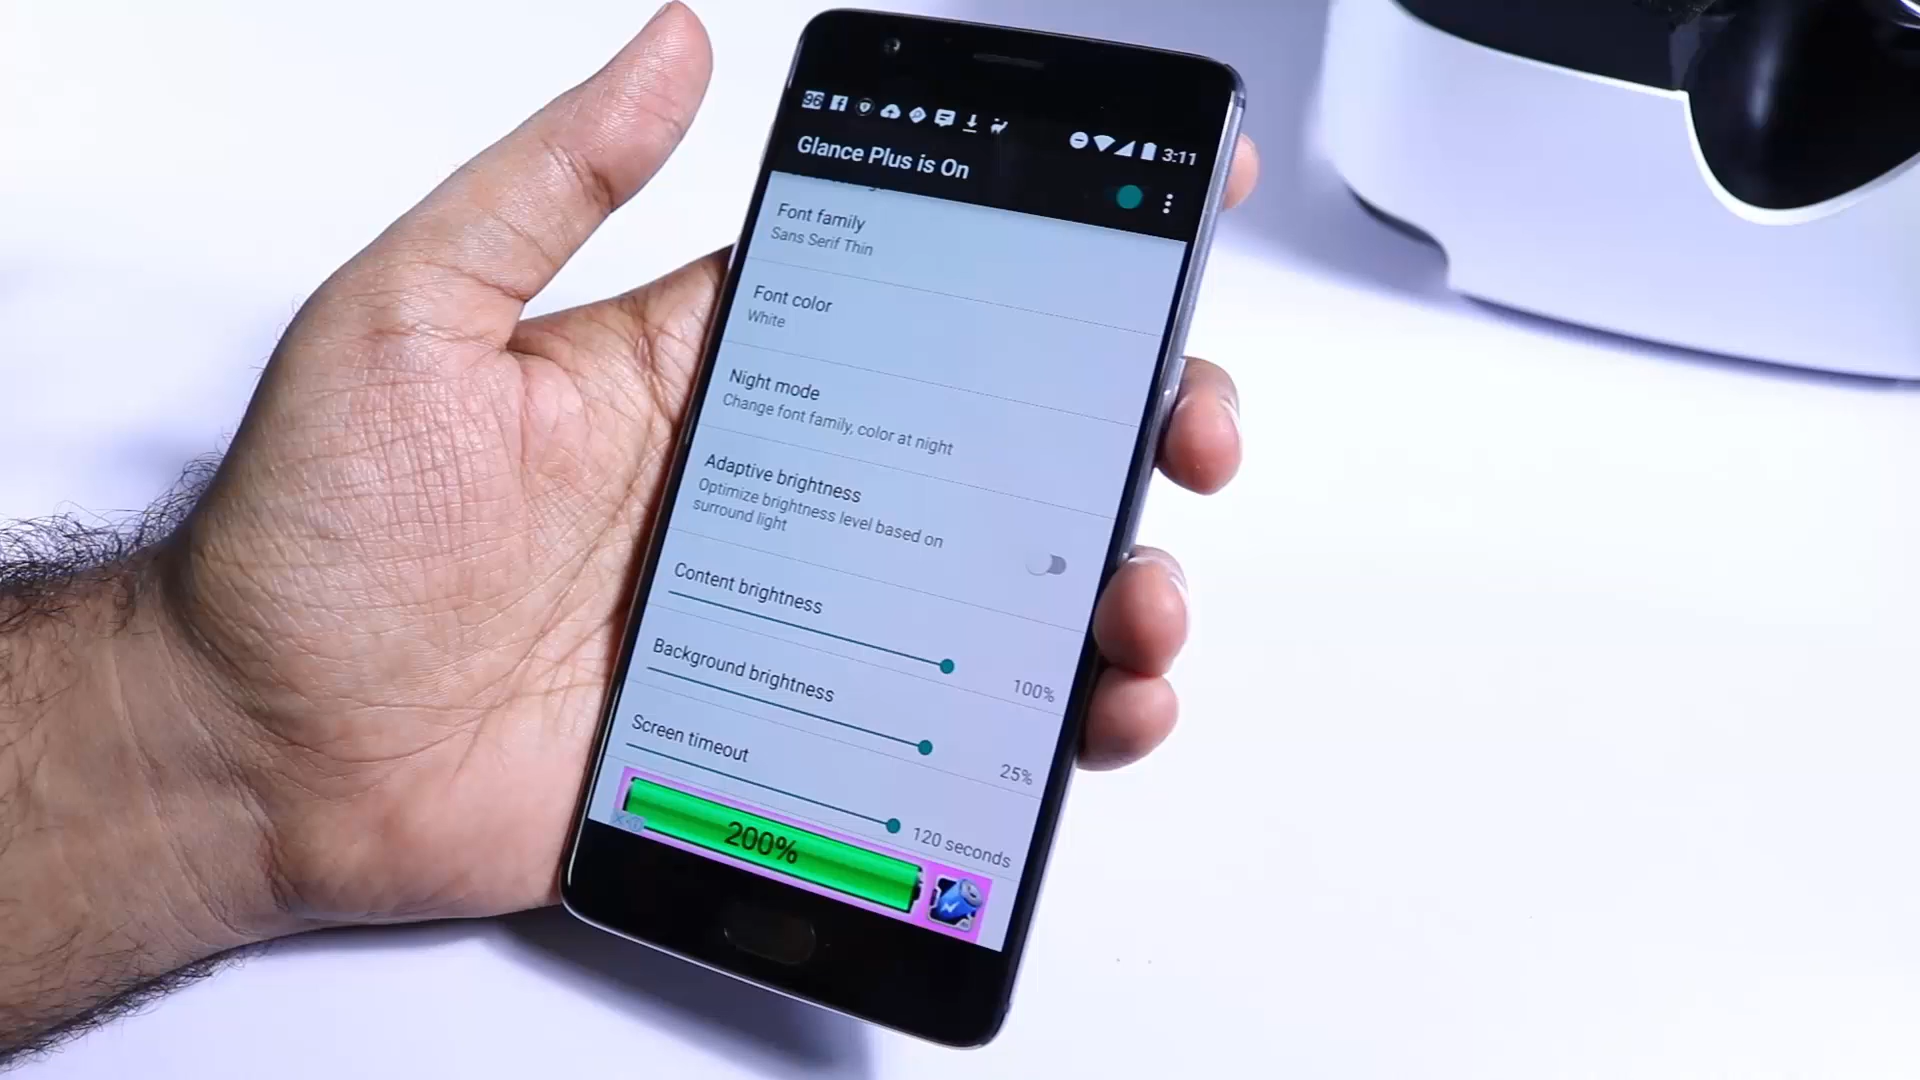 96
3:11
Glance Plus is On
Font family
Sans Serif Thin
Font color
White
Night mode
Change font family, color at night
Adaptive brightness
Optimize brightness level based on
surround light
Content brightness
100%
Background brightness
25%
Screen timeout
120 seconds
200%